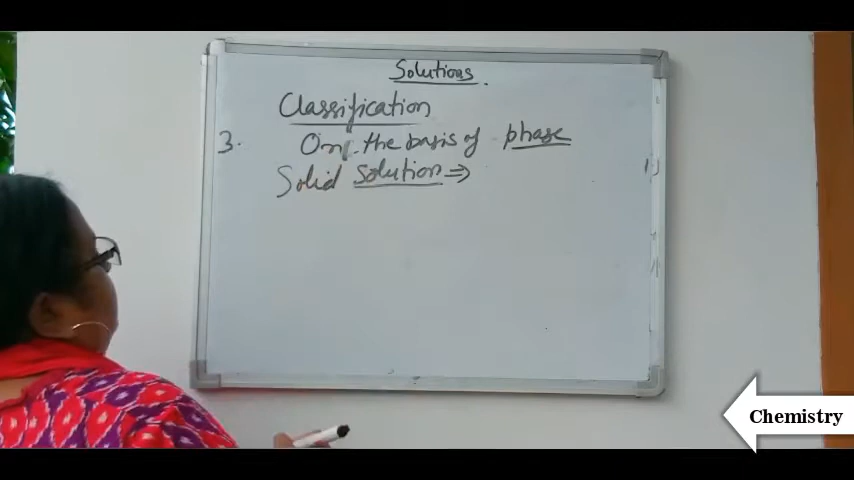 Solutions.
Classification
3. On the basis of phase
Solid solution ⇒
Chemistry